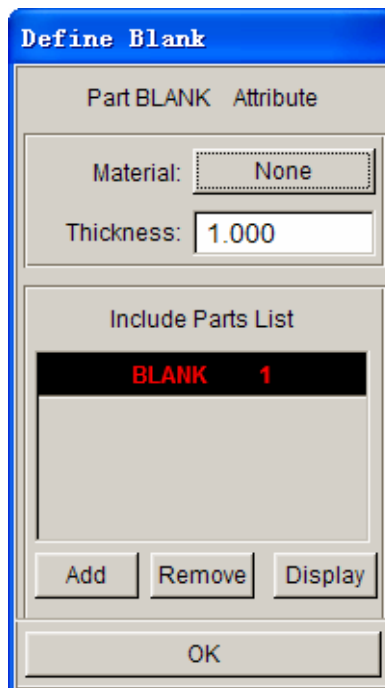 Define Blank
Part BLANK Attribute
Material: None
Thickness: 1.000
Include Parts List
BLANK 1
Add Remove Display
OK